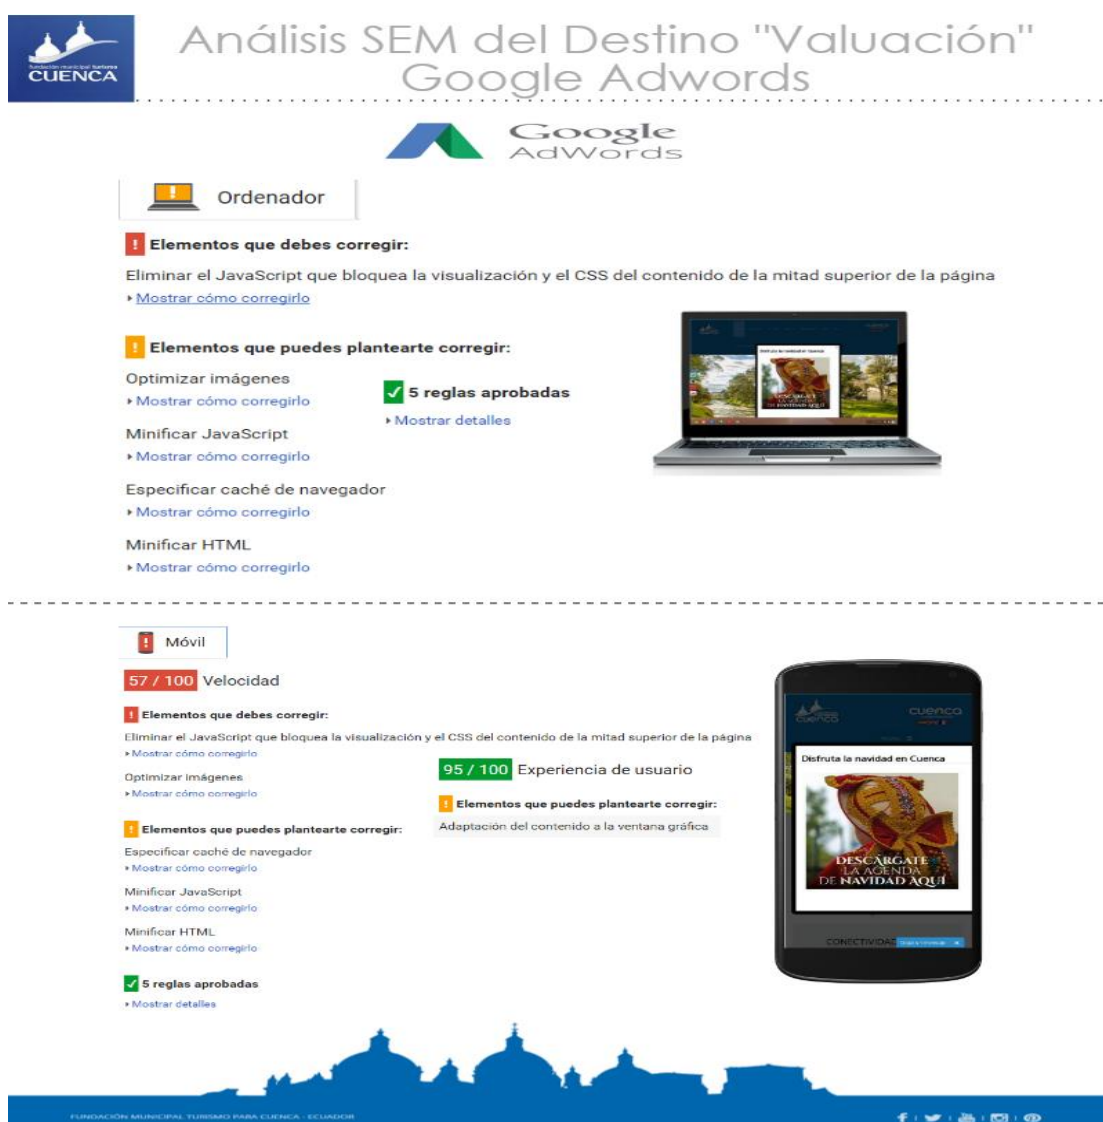 Análisis SEM del Destino "Valuación"
Google Adwords
CUENCA
Google
AdWords
Ordenador
Elementos que debes corregir:
Eliminar el JavaScript que bloquea la visualización y el CSS del contenido de la mitad superior de la página
Mostrar cómo corregirlo
Elementos que puedes plantearte corregir:
Optimizar imágenes
Mostrar cómo corregirlo
Minificar JavaScript
Mostrar cómo corregirlo
Especificar caché de navegador
Mostrar cómo corregirlo
Minificar HTML
Mostrar cómo corregirlo
5 reglas aprobadas
Mostrar detalles
DESCÁRGATE
LA AGENDA
DE NAVIDAD AQUÍ
Móvil
57 / 100 Velocidad
Elementos que debes corregir:
Eliminar el JavaScript que bloquea la visualización y el CSS del contenido de la mitad superior de la página
Mostrar cómo corregirlo
Optimizar imágenes
Mostrar cómo corregirlo
Elementos que puedes plantearte corregir:
Especificar caché de navegador
Mostrar cómo corregirlo
Minificar JavaScript
Mostrar cómo corregirlo
Minificar HTML
Mostrar cómo corregirlo
5 reglas aprobadas
Mostrar detalles
95 / 100 Experiencia de usuario
Elementos que puedes plantearte corregir:
Adaptación del contenido a la ventana gráfica
CUENCA
cuenca
Disfruta la navidad en Cuenca
DESCÁRGATE
LA AGENDA
DE NAVIDAD AQUÍ
CONECTIVIDAD
FUNDACIÓN MUNICIPAL TURISMO PARA CUENCA - ECUADOR